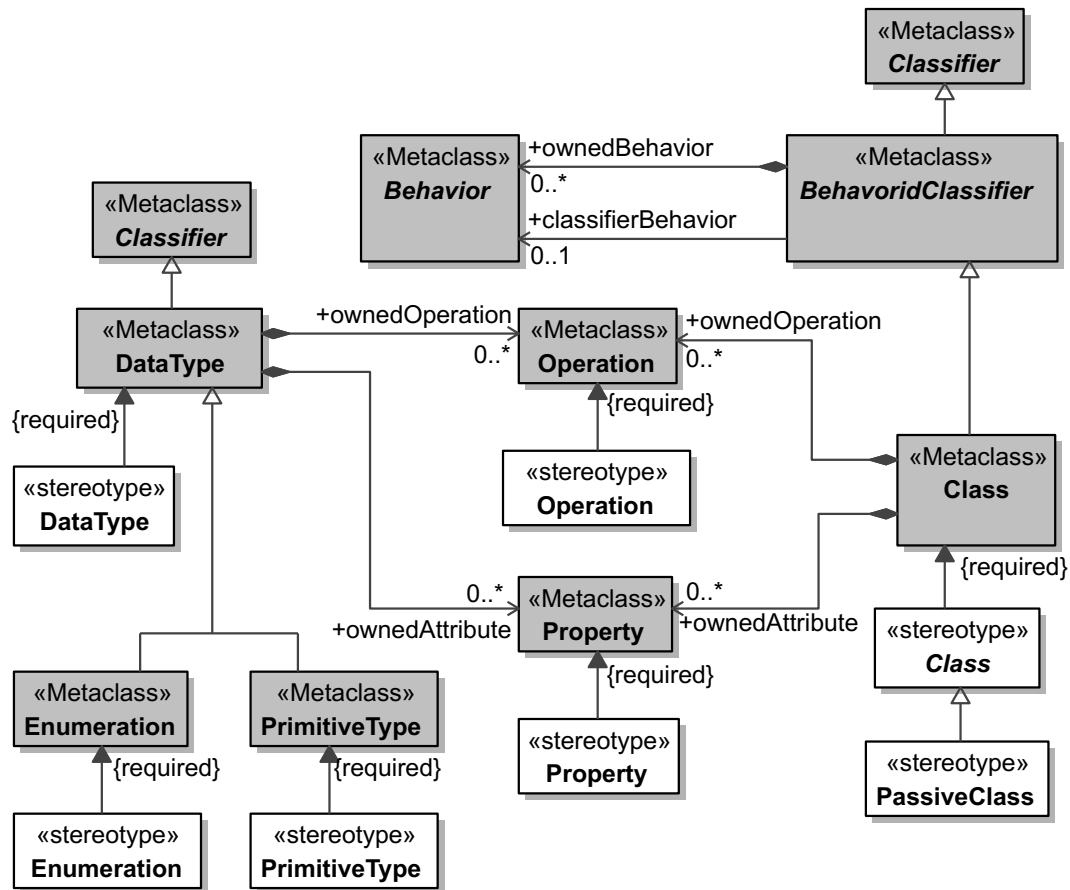 «Metaclass»
Classifier
«Metaclass»
Behavior
+ownedBehavior
0..*
+classifierBehavior
0..1
«Metaclass»
BehavoridClassifier
«Metaclass»
Classifier
«Metaclass»
DataType
+ownedOperation
0..*
«Metaclass»
Operation
+ownedOperation
0..*
{required}
{required}
«stereotype»
DataType
«stereotype»
Operation
«Metaclass»
Class
{required}
0..*
+ownedAttribute
«Metaclass»
Property
0..*
+ownedAttribute
{required}
«stereotype»
Class
«Metaclass»
Enumeration
«Metaclass»
PrimitiveType
{required}
{required}
«stereotype»
Property
«stereotype»
PassiveClass
«stereotype»
Enumeration
«stereotype»
PrimitiveType